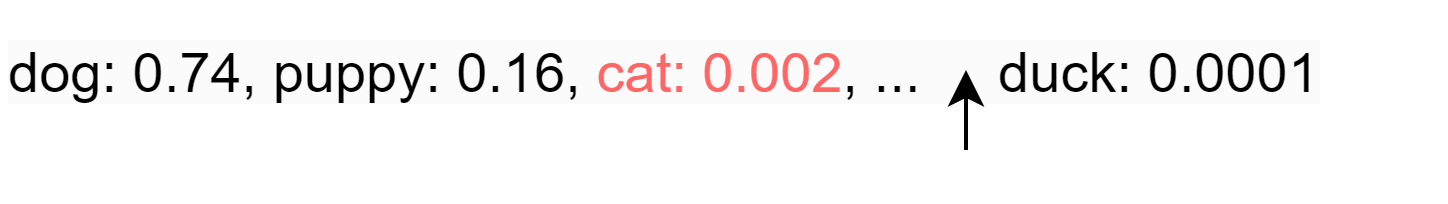 dog: 0.74, puppy: 0.16, cat: 0.002, ... duck: 0.0001